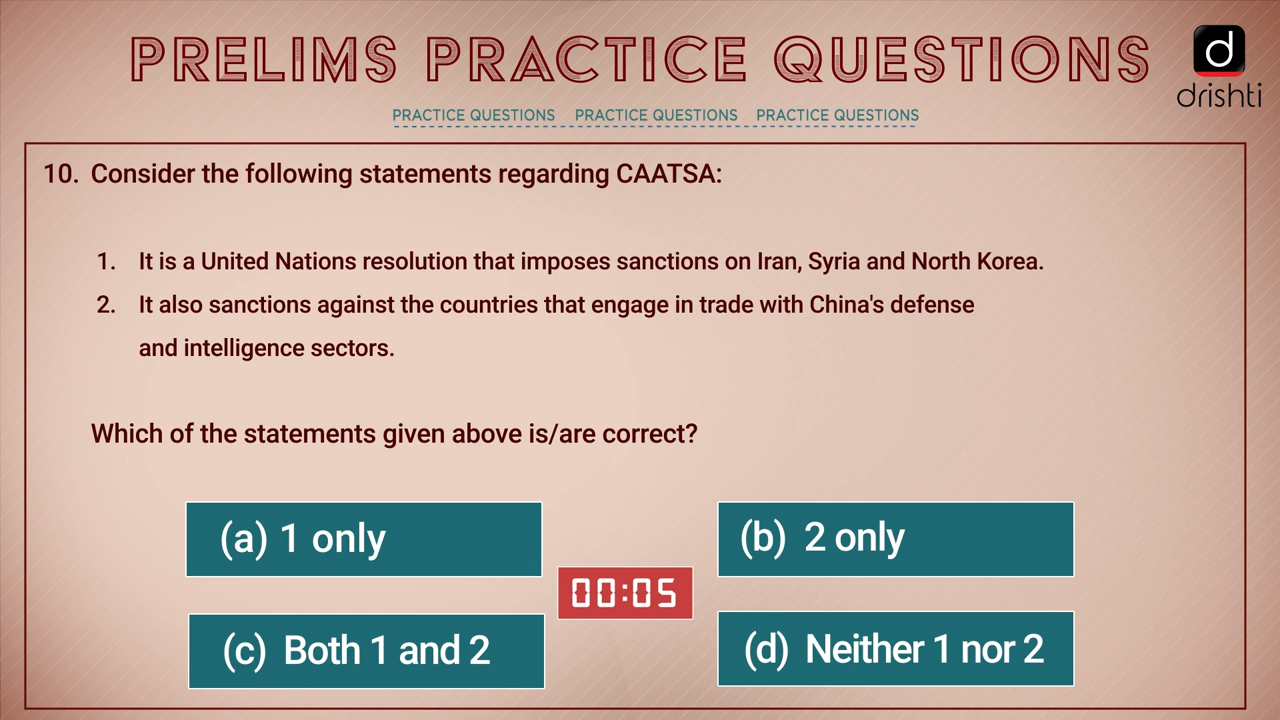 PRELIMS PRACTICE QUESTIONS
drishti
PRACTICE QUESTIONS PRACTICE QUESTIONS PRACTICE QUESTIONS
10. Consider the following statements regarding CAATSA:
1. It is a United Nations resolution that imposes sanctions on Iran, Syria and North Korea.
2. It also sanctions against the countries that engage in trade with China's defense
and intelligence sectors.
Which of the statements given above is/are correct?
(a) 1 only
(b) 2 only
00:05
(c) Both 1 and 2
(d) Neither 1 nor 2